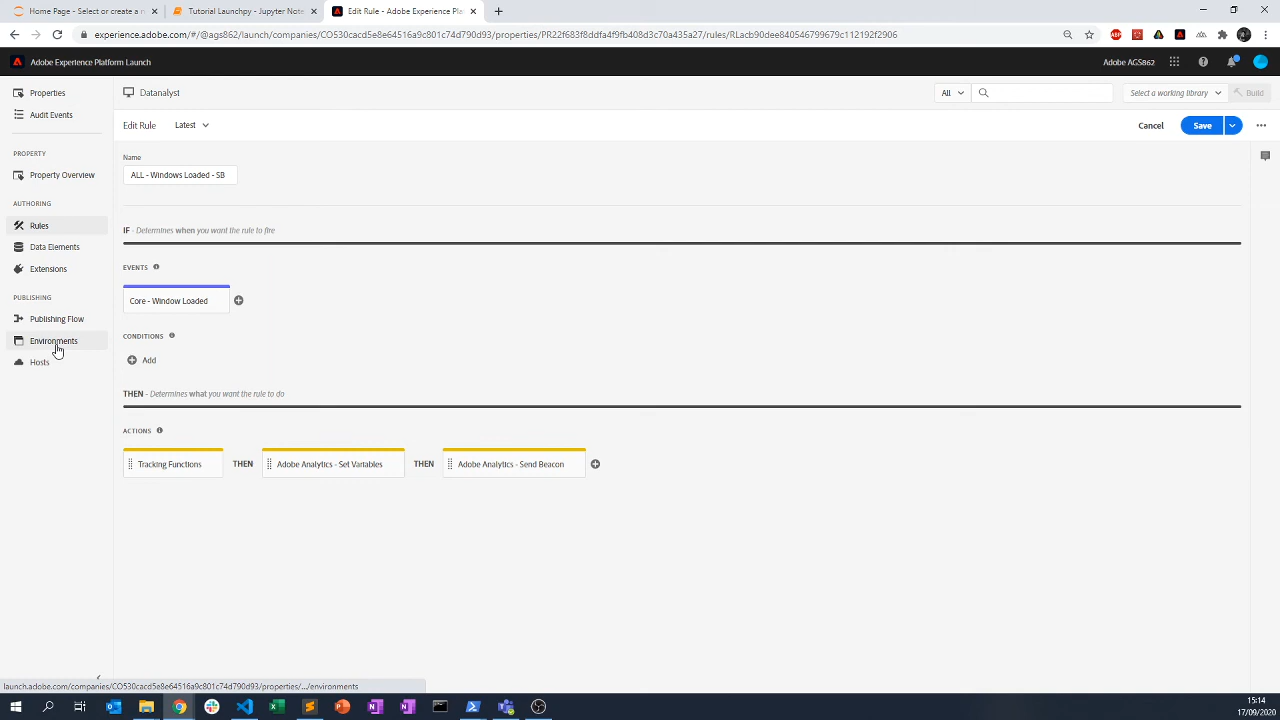 Home Page - Select or create a n
Tutorial Launchpy - Jupyter Note
Edit Rule - Adobe Experience Pla
experience.adobe.com/#/@ags862/launch/companies/CO530cacd5e8e64516a9c801c74d790d93/properties/PR22f683f8ddfa4f9fb408d3c70a435a27/rules/RLacb90dee840546799679c112192f2906
ABP
Adobe Experience Platform Launch
Adobe AGS862
Properties
Datanalyst
All
Select a working library
Build
Audit Events
Edit Rule
Latest
Cancel
Save
PROPERTY
Name
Property Overview
ALL - Windows Loaded - SB
AUTHORING
Rules
IF - Determines when you want the rule to fire
Data Elements
Extensions
EVENTS
PUBLISHING
Core - Window Loaded
Publishing Flow
Environments
CONDITIONS
Hosts
Add
THEN - Determines what you want the rule to do
ACTIONS
Tracking Functions
THEN
Adobe Analytics - Set Variables
THEN
Adobe Analytics - Send Beacon
launch.adobe.com/companies/CO530cacd5e8e64516a9c801c74d790d93/properties/.../environments
15:14
17/09/2020